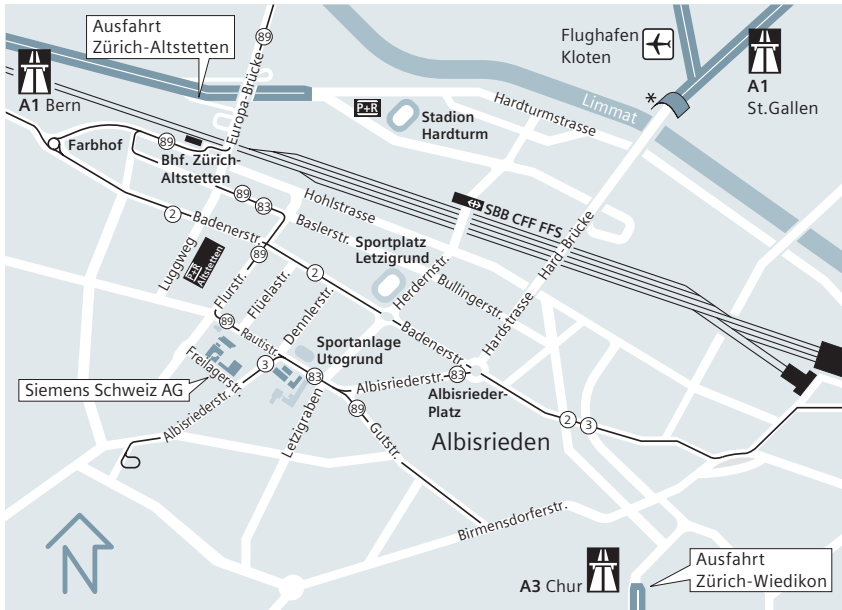 89
Ausfahrt
Zürich-Altstetten
A1 Bern
Europa-Brücke
P+R
Stadion
Hardturm
Hardturmstrasse
Limmat
Flughafen
Kloten
*
A1
St.Gallen
Farbhof
89
Bhf. Zürich-
Altstetten
89
83
2
Badenerstr.
Hohlstrasse
Baslerstr.
SBB CFF FFS
Hard-Brücke
Luggweg
P+R
Altstetten
89
Flurstr.
Flüelastr.
2
Dennlerstr.
Sportplatz
Letzigrund
Herdernstr.
Bullingerstr.
Badenerstr.
Hardstrasse
89
Rautistr.
Freilagerstr.
3
Sportanlage
Utogrund
83
Albisriederstr.
83
Siemens Schweiz AG
Albisriederstr.
Letzigraben
89
Gutstr.
Albisrieder-
Platz
2
3
Albisrieden
Birmensdorferstr.
N
A3 Chur
Ausfahrt
Zürich-Wiedikon